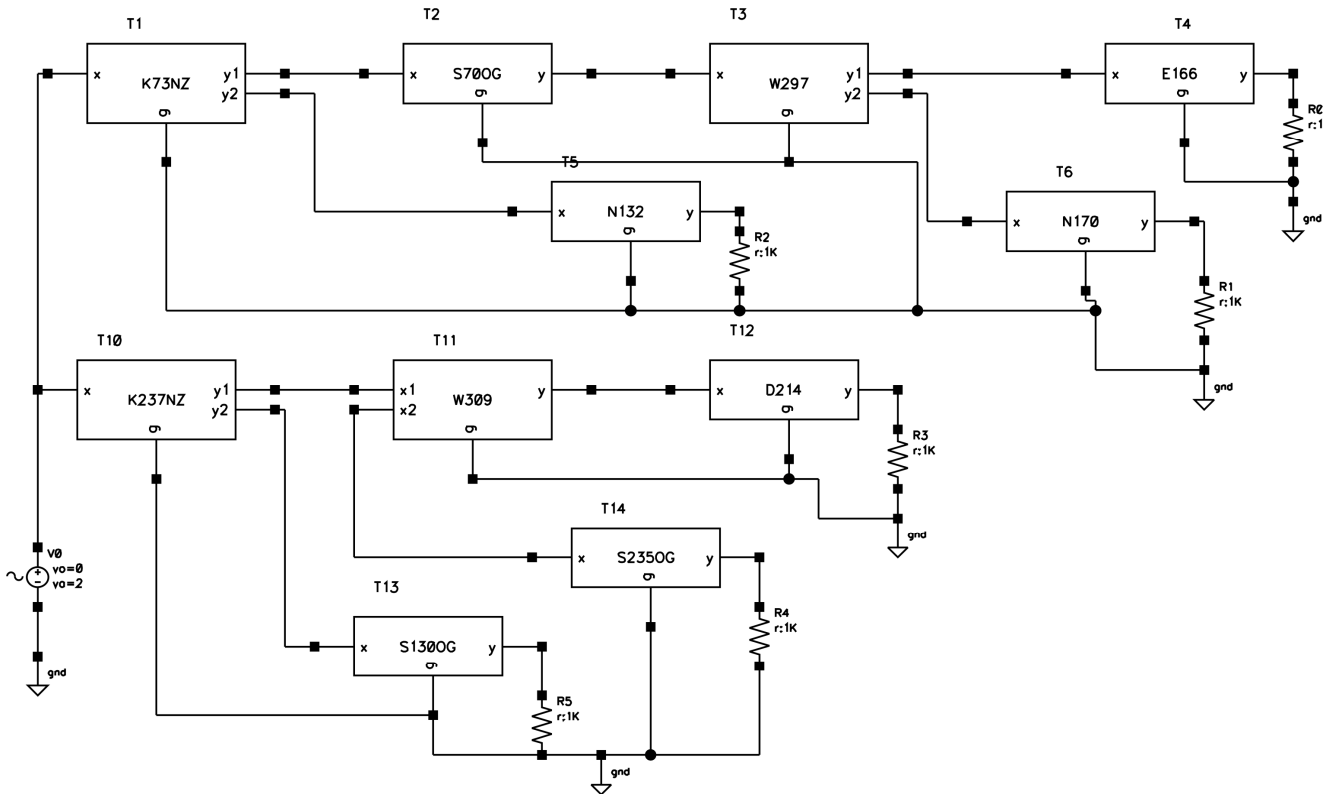 T1
T2
T3
T4
x K73NZ y1 y2 g
x S70OG y g
x W297 y1 y2 g
x E166 y g
R0
r:1
gnd
T5
x N132 y g
R2
r:1K
T6
x N170 y g
R1
r:1K
gnd
T10
T11
T12
x K237NZ y1 y2 g
x1 x2 W309 y g
x D214 y g
R3
r:1K
gnd
T14
x S235OG y g
R4
r:1K
V0
vo=0
va=2
gnd
T13
x S130OG y g
R5
r:1K
gnd